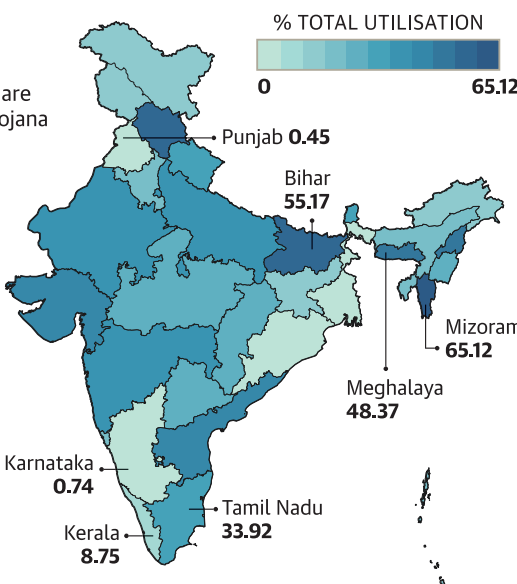 % TOTAL UTILISATION
0
65.12
are
ojana
Punjab 0.45
Bihar
55.17
Mizoram
65.12
Meghalaya
48.37
Karnataka
0.74
Tamil Nadu
33.92
Kerala
8.75